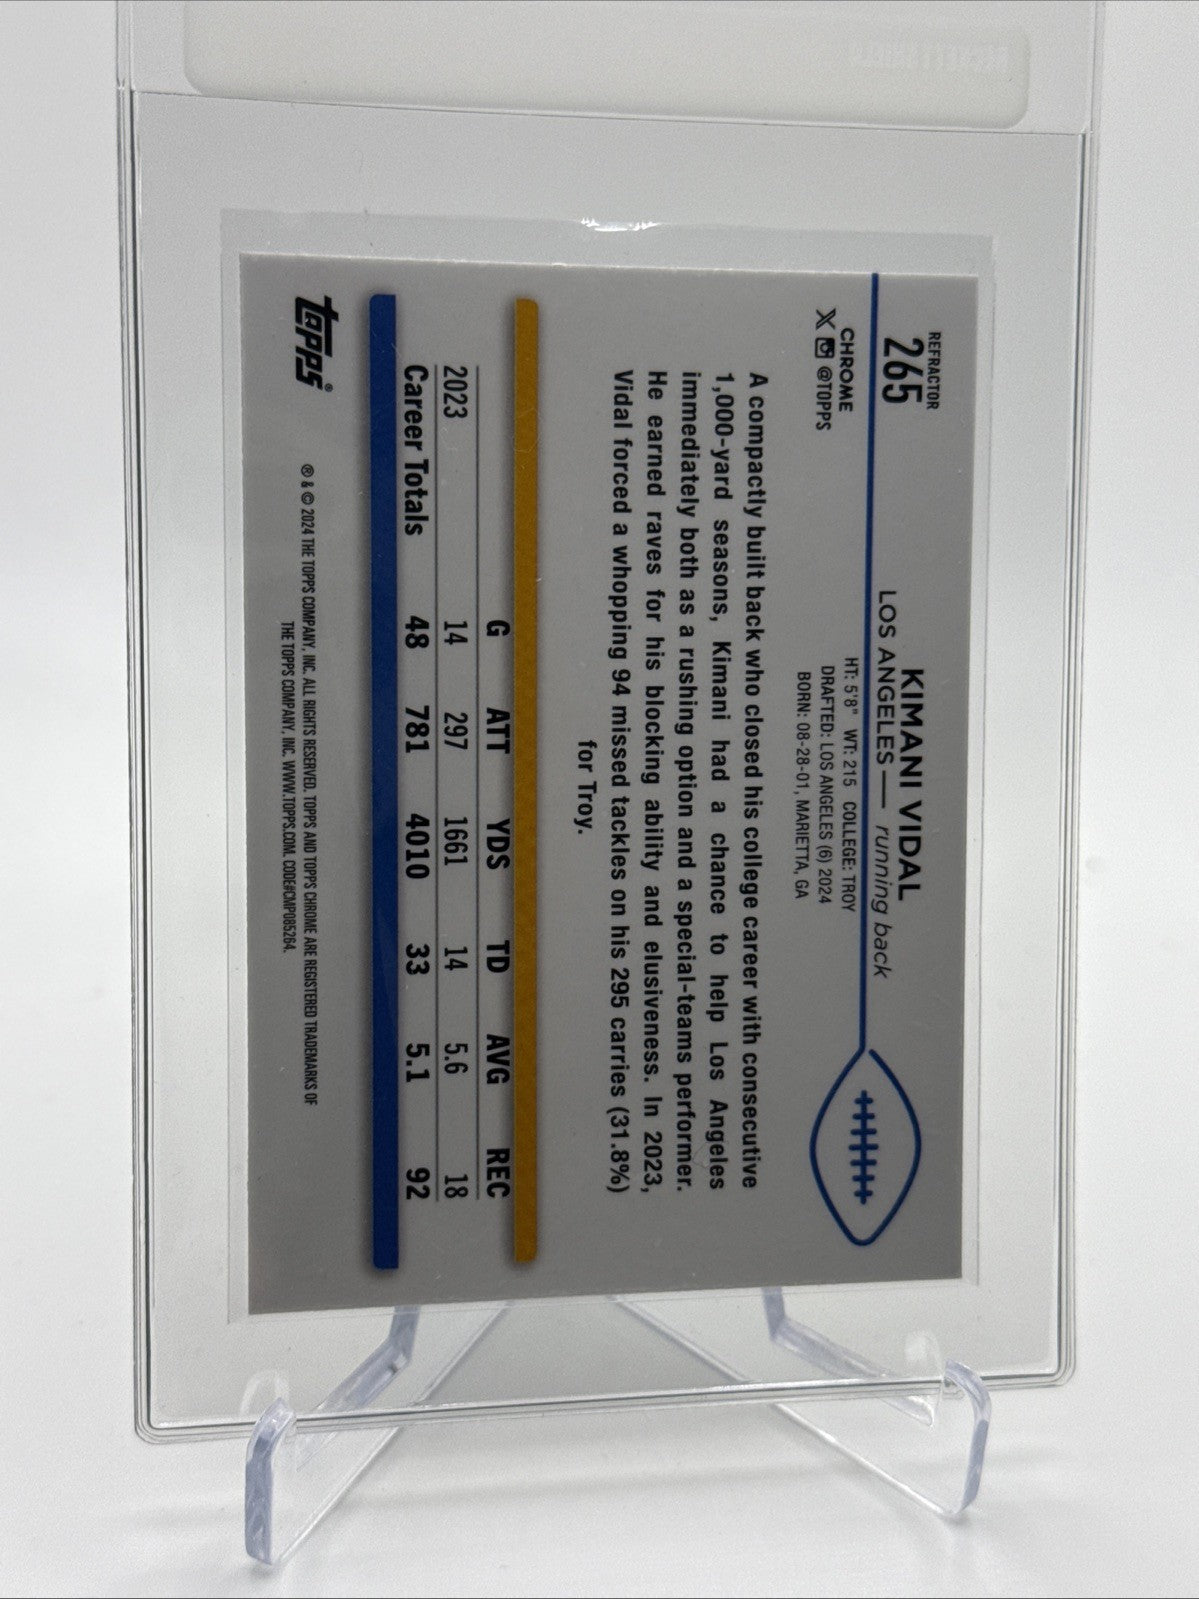 REFRACTOR
265
KIMANI VIDAL
LOS ANGELES — running back
CHROME
X @TOPPS
HT: 5'8" WT: 215 COLLEGE: TROY
DRAFTED: LOS ANGELES (6) 2024
BORN: 08-28-01, MARIETTA, GA
A compactly built back who closed his college career with consecutive
1,000-yard seasons, Kimani had a chance to help Los Angeles
immediately both as a rushing option and a special-teams performer.
He earned raves for his blocking ability and elusiveness. In 2023,
Vidal forced a whopping 94 missed tackles on his 295 carries (31.8%)
for Troy.
G ATT YDS TD AVG REC
2023 14 297 1661 14 5.6 18
Career Totals 48 781 4010 33 5.1 92
topps®
® & © 2024 THE TOPPS COMPANY, INC. ALL RIGHTS RESERVED. TOPPS AND TOPPS CHROME ARE REGISTERED TRADEMARKS OF
THE TOPPS COMPANY, INC. WWW.TOPPS.COM. CODE#CMP085264.